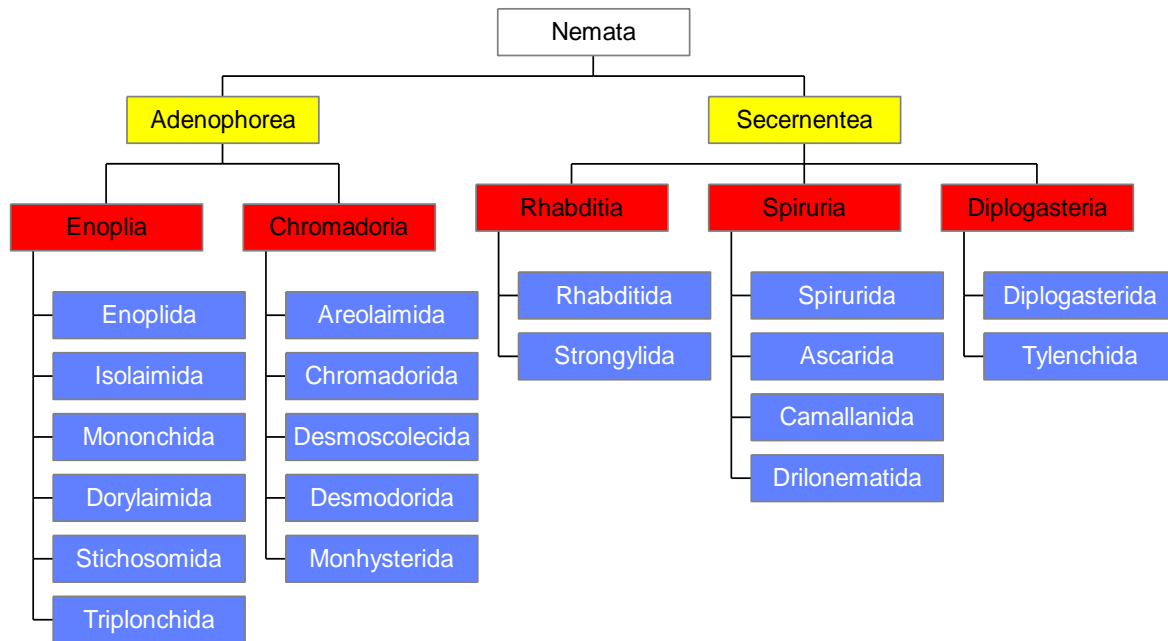 Nemata
Adenophorea
Secernentea
Enoplia
Chromadoria
Rhabditia
Spiruria
Diplogasteria
Enoplida
Isolaimida
Mononchida
Dorylaimida
Stichosomida
Triplonchida
Areolaimida
Chromadorida
Desmoscolecida
Desmodorida
Monhysterida
Rhabditida
Strongylida
Spirurida
Ascarida
Camallanida
Drilonematida
Diplogasterida
Tylenchida